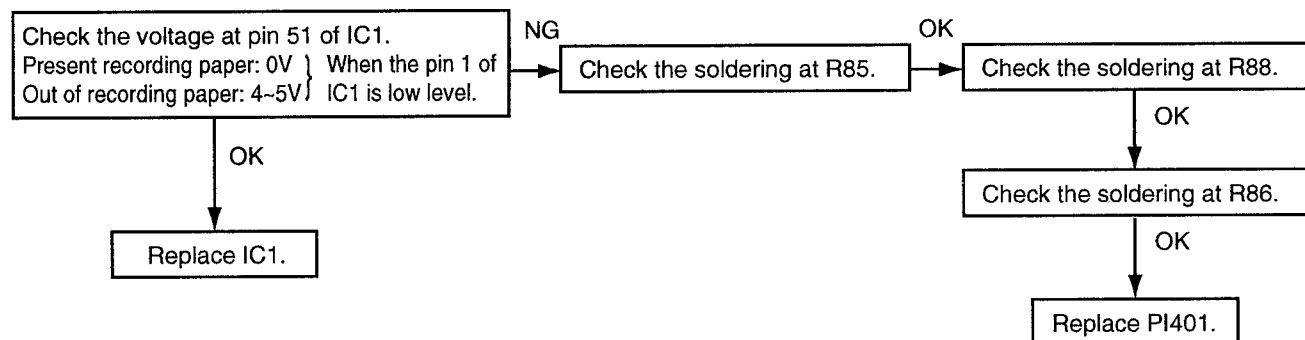 Check the voltage at pin 51 of IC1.
Present recording paper: 0V } When the pin 1 of
Out of recording paper: 4~5V } IC1 is low level.
NG
Check the soldering at R85.
OK
Check the soldering at R88.
OK
OK
Check the soldering at R86.
Replace IC1.
OK
Replace PI401.